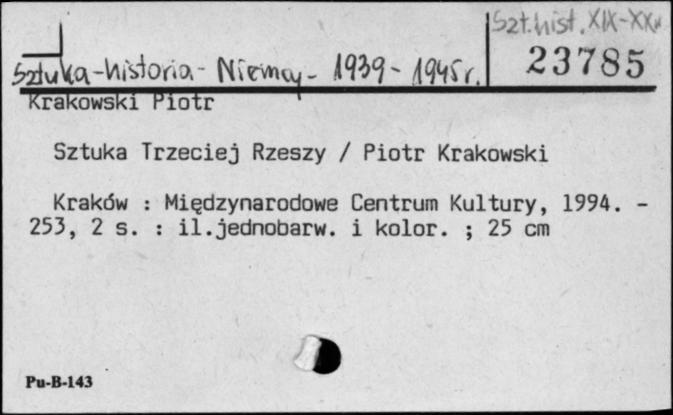 Szt. hist. XIX-XXw
Sztuka - historia - Niemcy - 1939 - 1945 r.
23785
Krakowski Piotr
Sztuka Trzeciej Rzeszy / Piotr Krakowski
Kraków : Międzynarodowe Centrum Kultury, 1994. -
253, 2 s. : il.jednobarw. i kolor. ; 25 cm
Pu-B-143